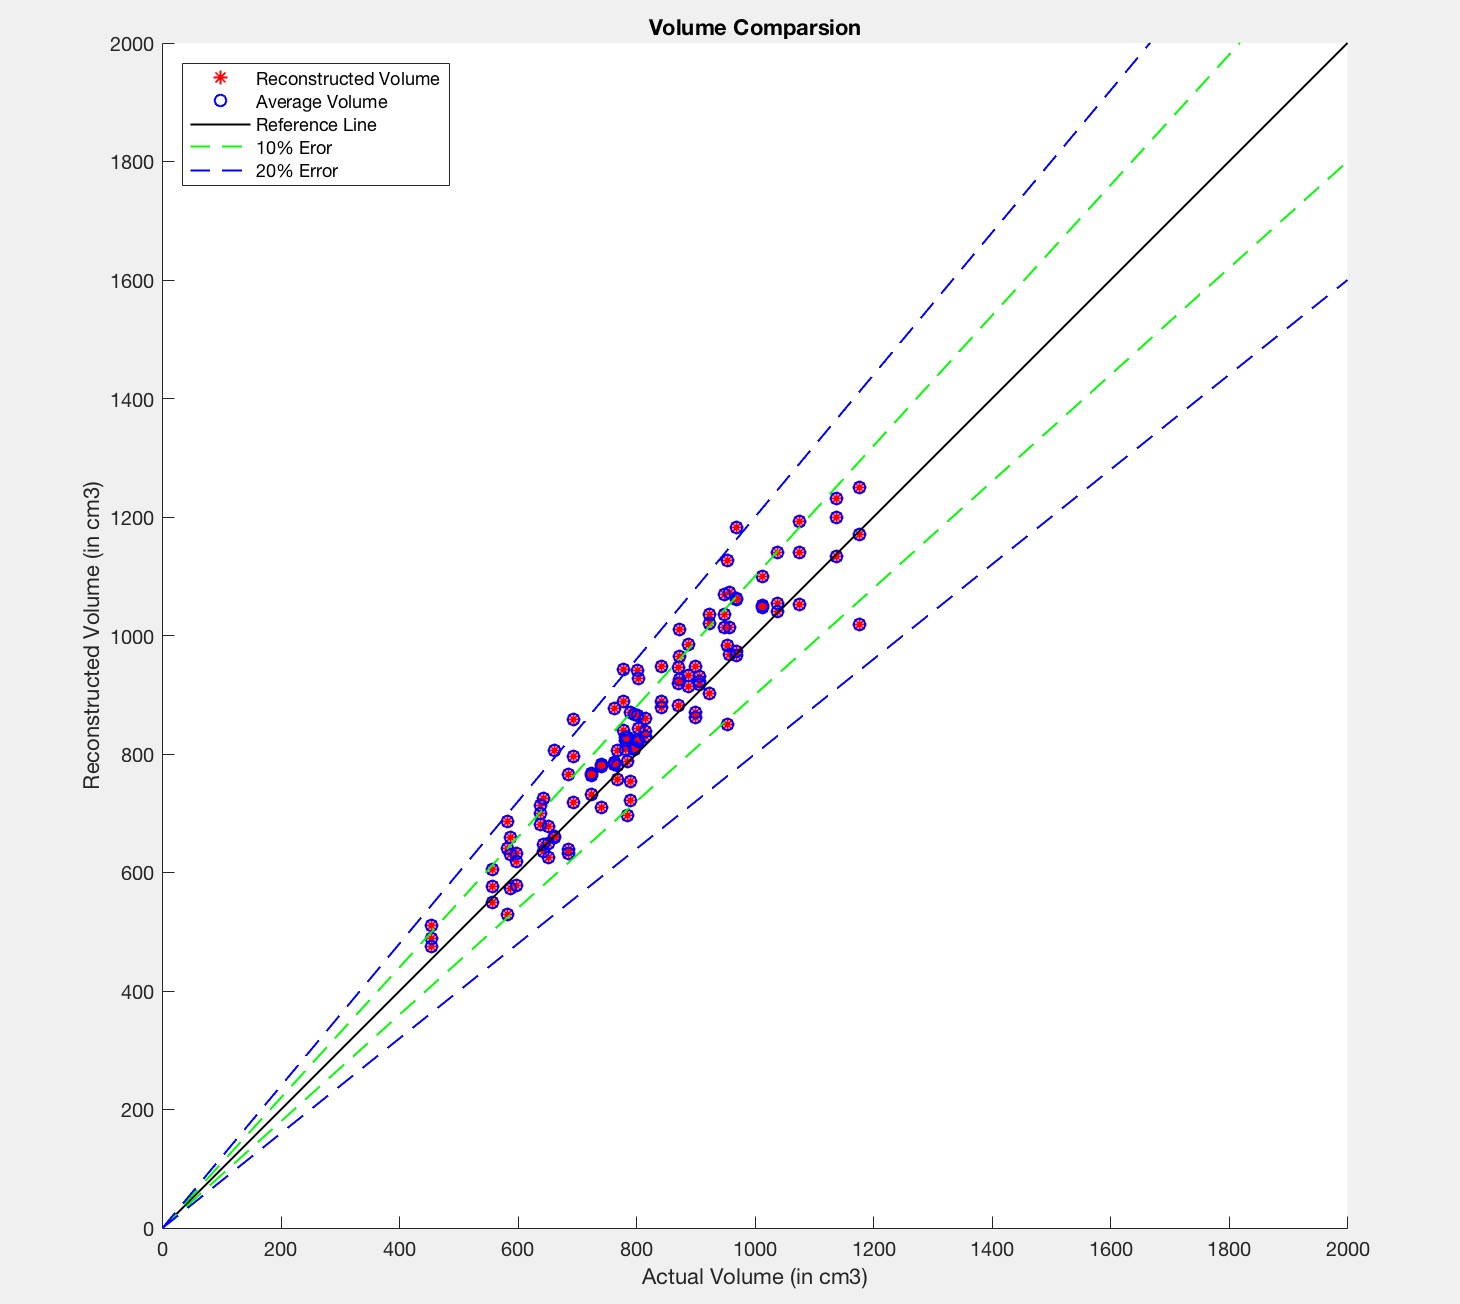 Volume Comparsion
Reconstructed Volume
Average Volume
Reference Line
10% Eror
20% Error
Reconstructed Volume (in cm3)
2000
1800
1600
1400
1200
1000
800
600
400
200
0
0 200 400 600 800 1000 1200 1400 1600 1800 2000
Actual Volume (in cm3)